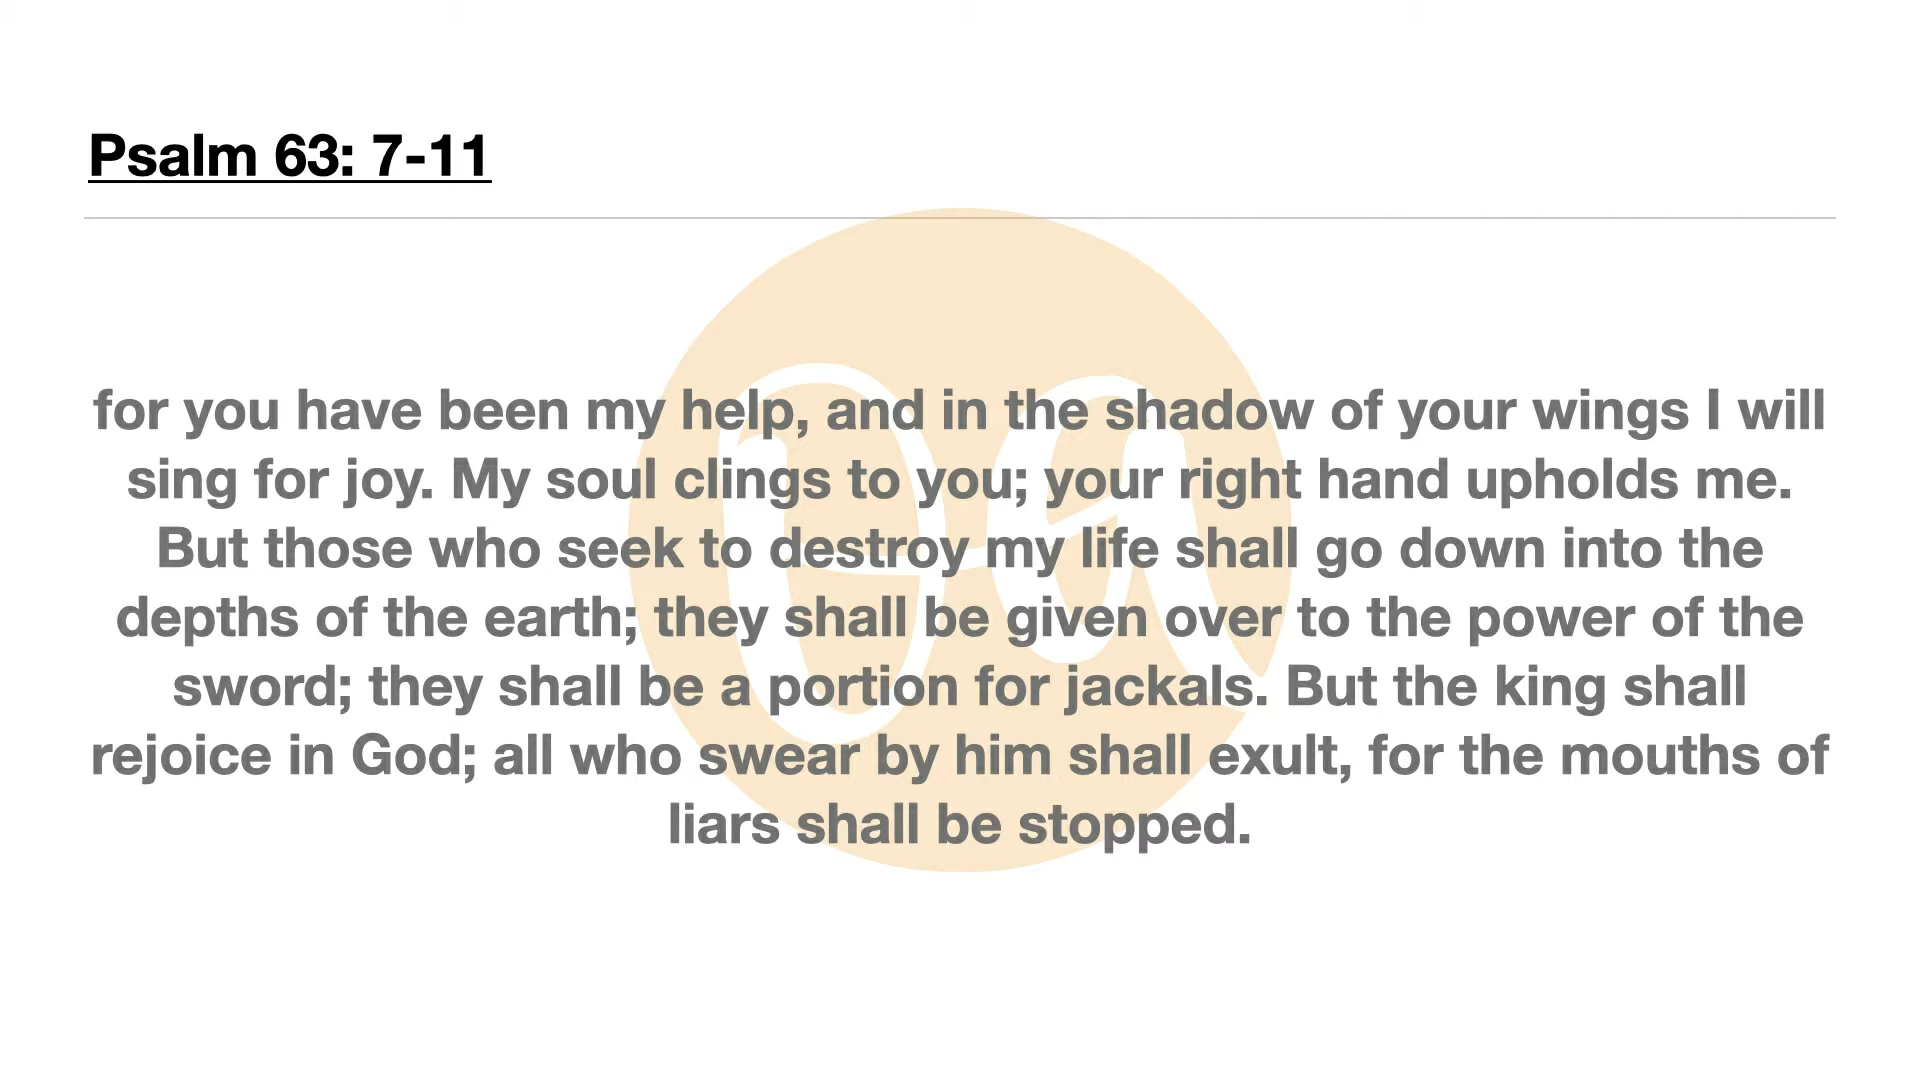 Psalm 63: 7-11
for you have been my help, and in the shadow of your wings I will
sing for joy. My soul clings to you; your right hand upholds me.
But those who seek to destroy my life shall go down into the
depths of the earth; they shall be given over to the power of the
sword; they shall be a portion for jackals. But the king shall
rejoice in God; all who swear by him shall exult, for the mouths of
liars shall be stopped.